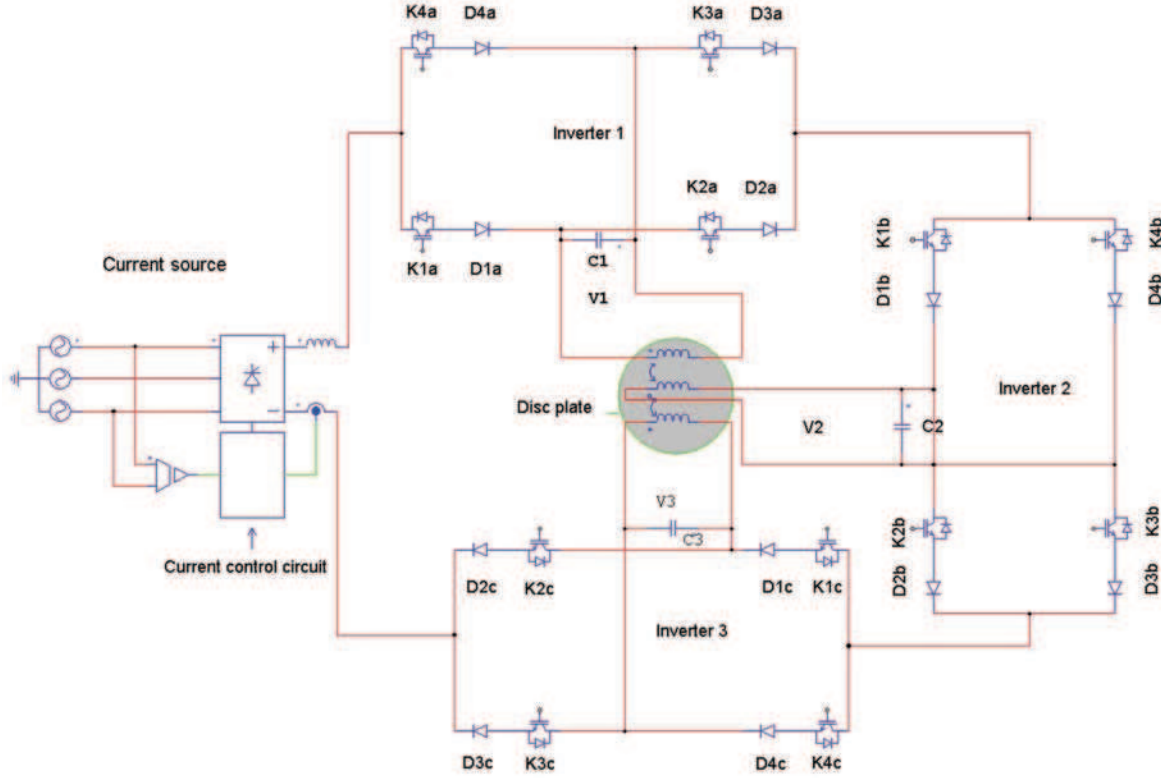 K4a D4a K3a D3a
Inverter 1
K2a D2a
K1a D1a C1
V1
Current source
K1b K4b
D1b D4b
+
−
Disc plate
V2 C2
Inverter 2
V3
C3
K2b K3b
D2b D3b
Current control circuit
D2c K2c D1c K1c
Inverter 3
D3c K3c D4c K4c